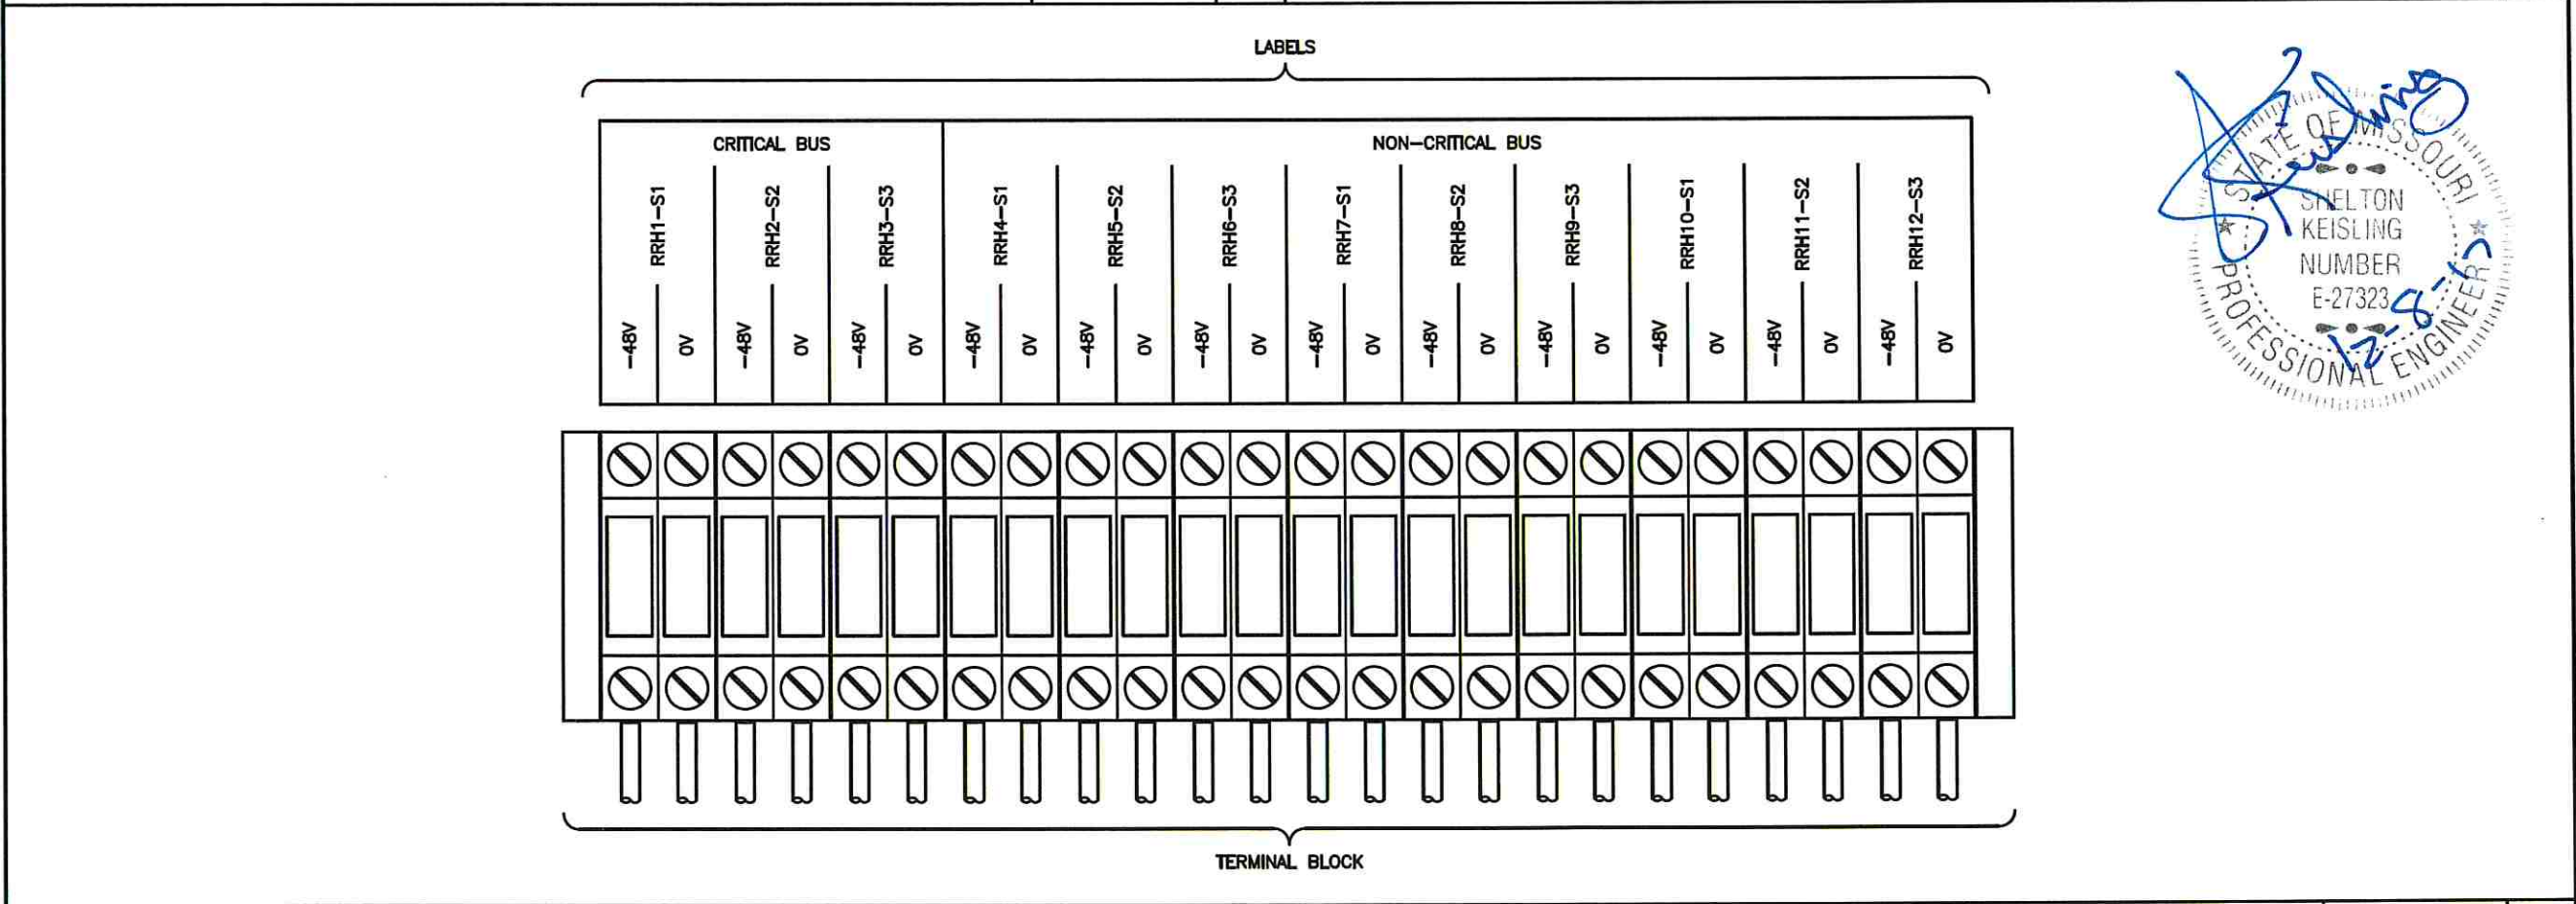 LABELS
CRITICAL BUS
NON-CRITICAL BUS
RRH1-S1
RRH2-S2
RRH3-S3
RRH4-S1
RRH5-S2
RRH6-S3
RRH7-S1
RRH8-S2
RRH9-S3
RRH10-S1
RRH11-S2
RRH12-S3
-48V 0V -48V 0V -48V 0V -48V 0V -48V 0V -48V 0V -48V 0V -48V 0V -48V 0V -48V 0V -48V 0V -48V 0V
TERMINAL BLOCK
STATE OF MISSOURI
SHELTON
KEISLING
NUMBER
E-27323
PROFESSIONAL ENGINEER